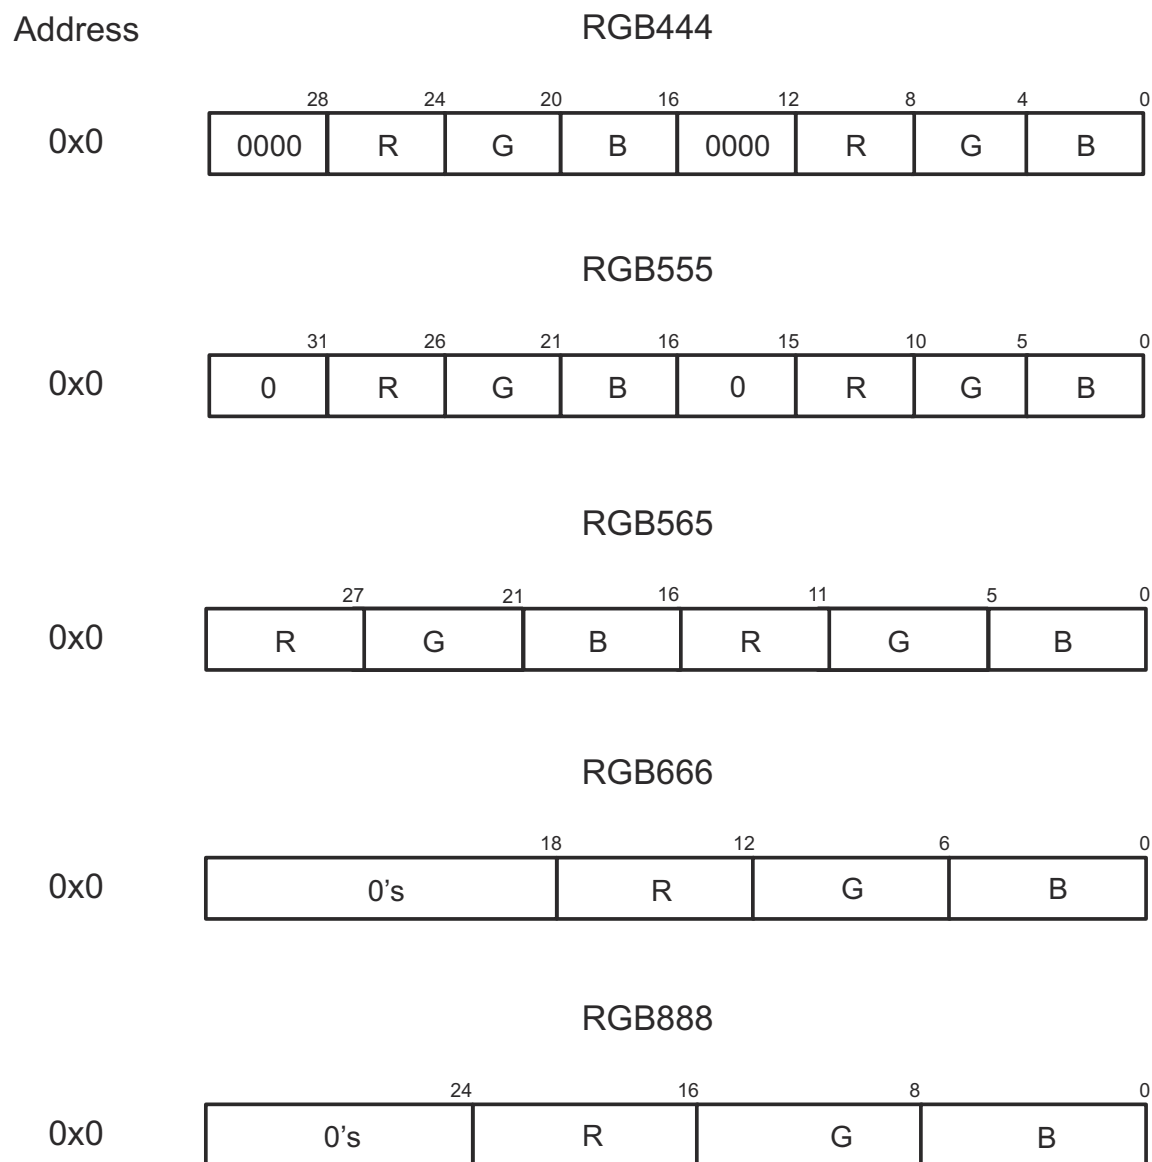 Address RGB444
28 24 20 16 12 8 4 0
0x0 0000 R G B 0000 R G B
RGB555
31 26 21 16 15 10 5 0
0x0 0 R G B 0 R G B
RGB565
27 21 16 11 5 0
0x0 R G B R G B
RGB666
18 12 6 0
0x0 0's R G B
RGB888
24 16 8 0
0x0 0's R G B